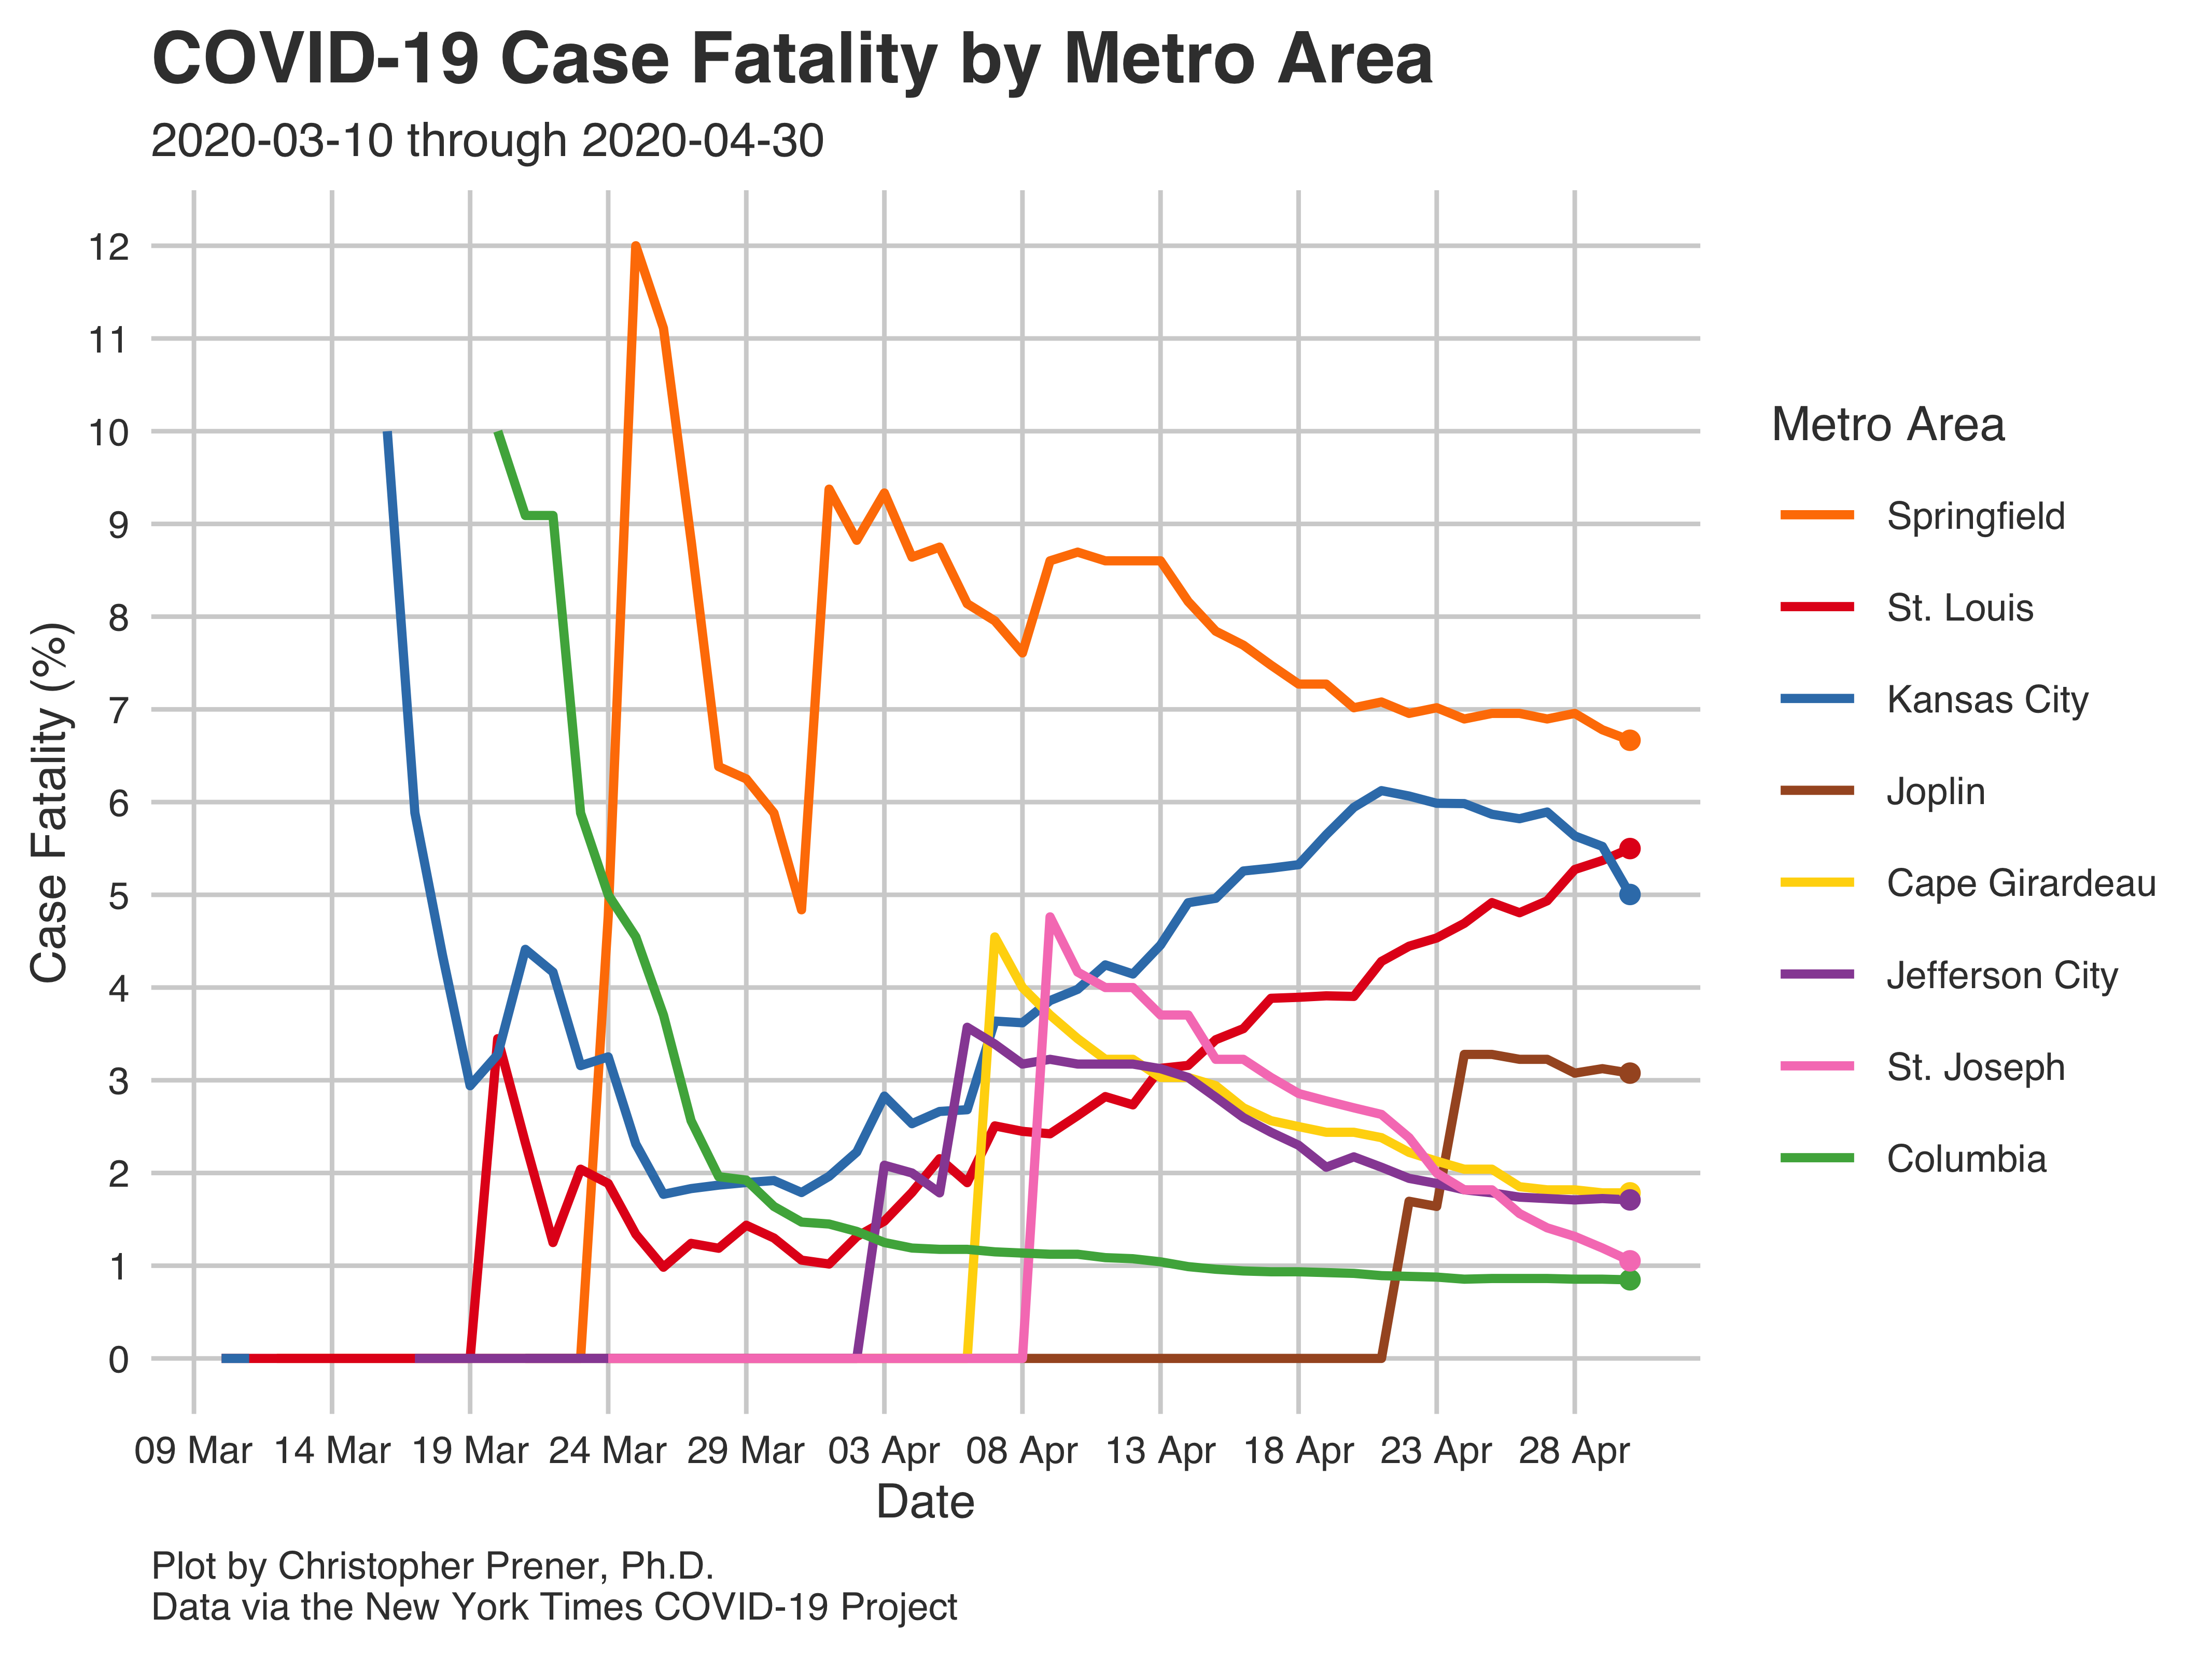 COVID-19 Case Fatality by Metro Area
2020-03-10 through 2020-04-30
12
11
10
9
8
7
6
5
4
3
2
1
0
Case Fatality (%)
09 Mar 14 Mar 19 Mar 24 Mar 29 Mar 03 Apr 08 Apr 13 Apr 18 Apr 23 Apr 28 Apr
Date
Metro Area
Springfield
St. Louis
Kansas City
Joplin
Cape Girardeau
Jefferson City
St. Joseph
Columbia
Plot by Christopher Prener, Ph.D.
Data via the New York Times COVID-19 Project